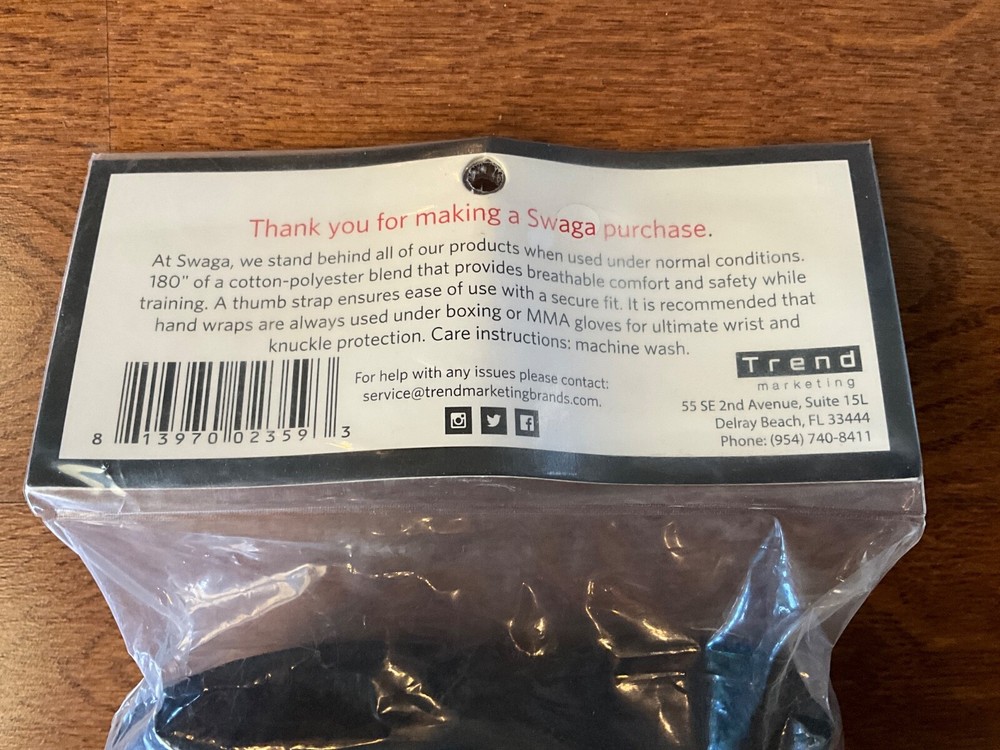 Thank you for making a Swaga purchase.
At Swaga, we stand behind all of our products when used under normal conditions.
180" of a cotton-polyester blend that provides breathable comfort and safety while
training. A thumb strap ensures ease of use with a secure fit. It is recommended that
hand wraps are always used under boxing or MMA gloves for ultimate wrist and
knuckle protection. Care instructions: machine wash.
8 13970 02359 3
For help with any issues please contact:
service@trendmarketingbrands.com.
Trend
marketing
55 SE 2nd Avenue, Suite 15L
Delray Beach, FL 33444
Phone: (954) 740-8411